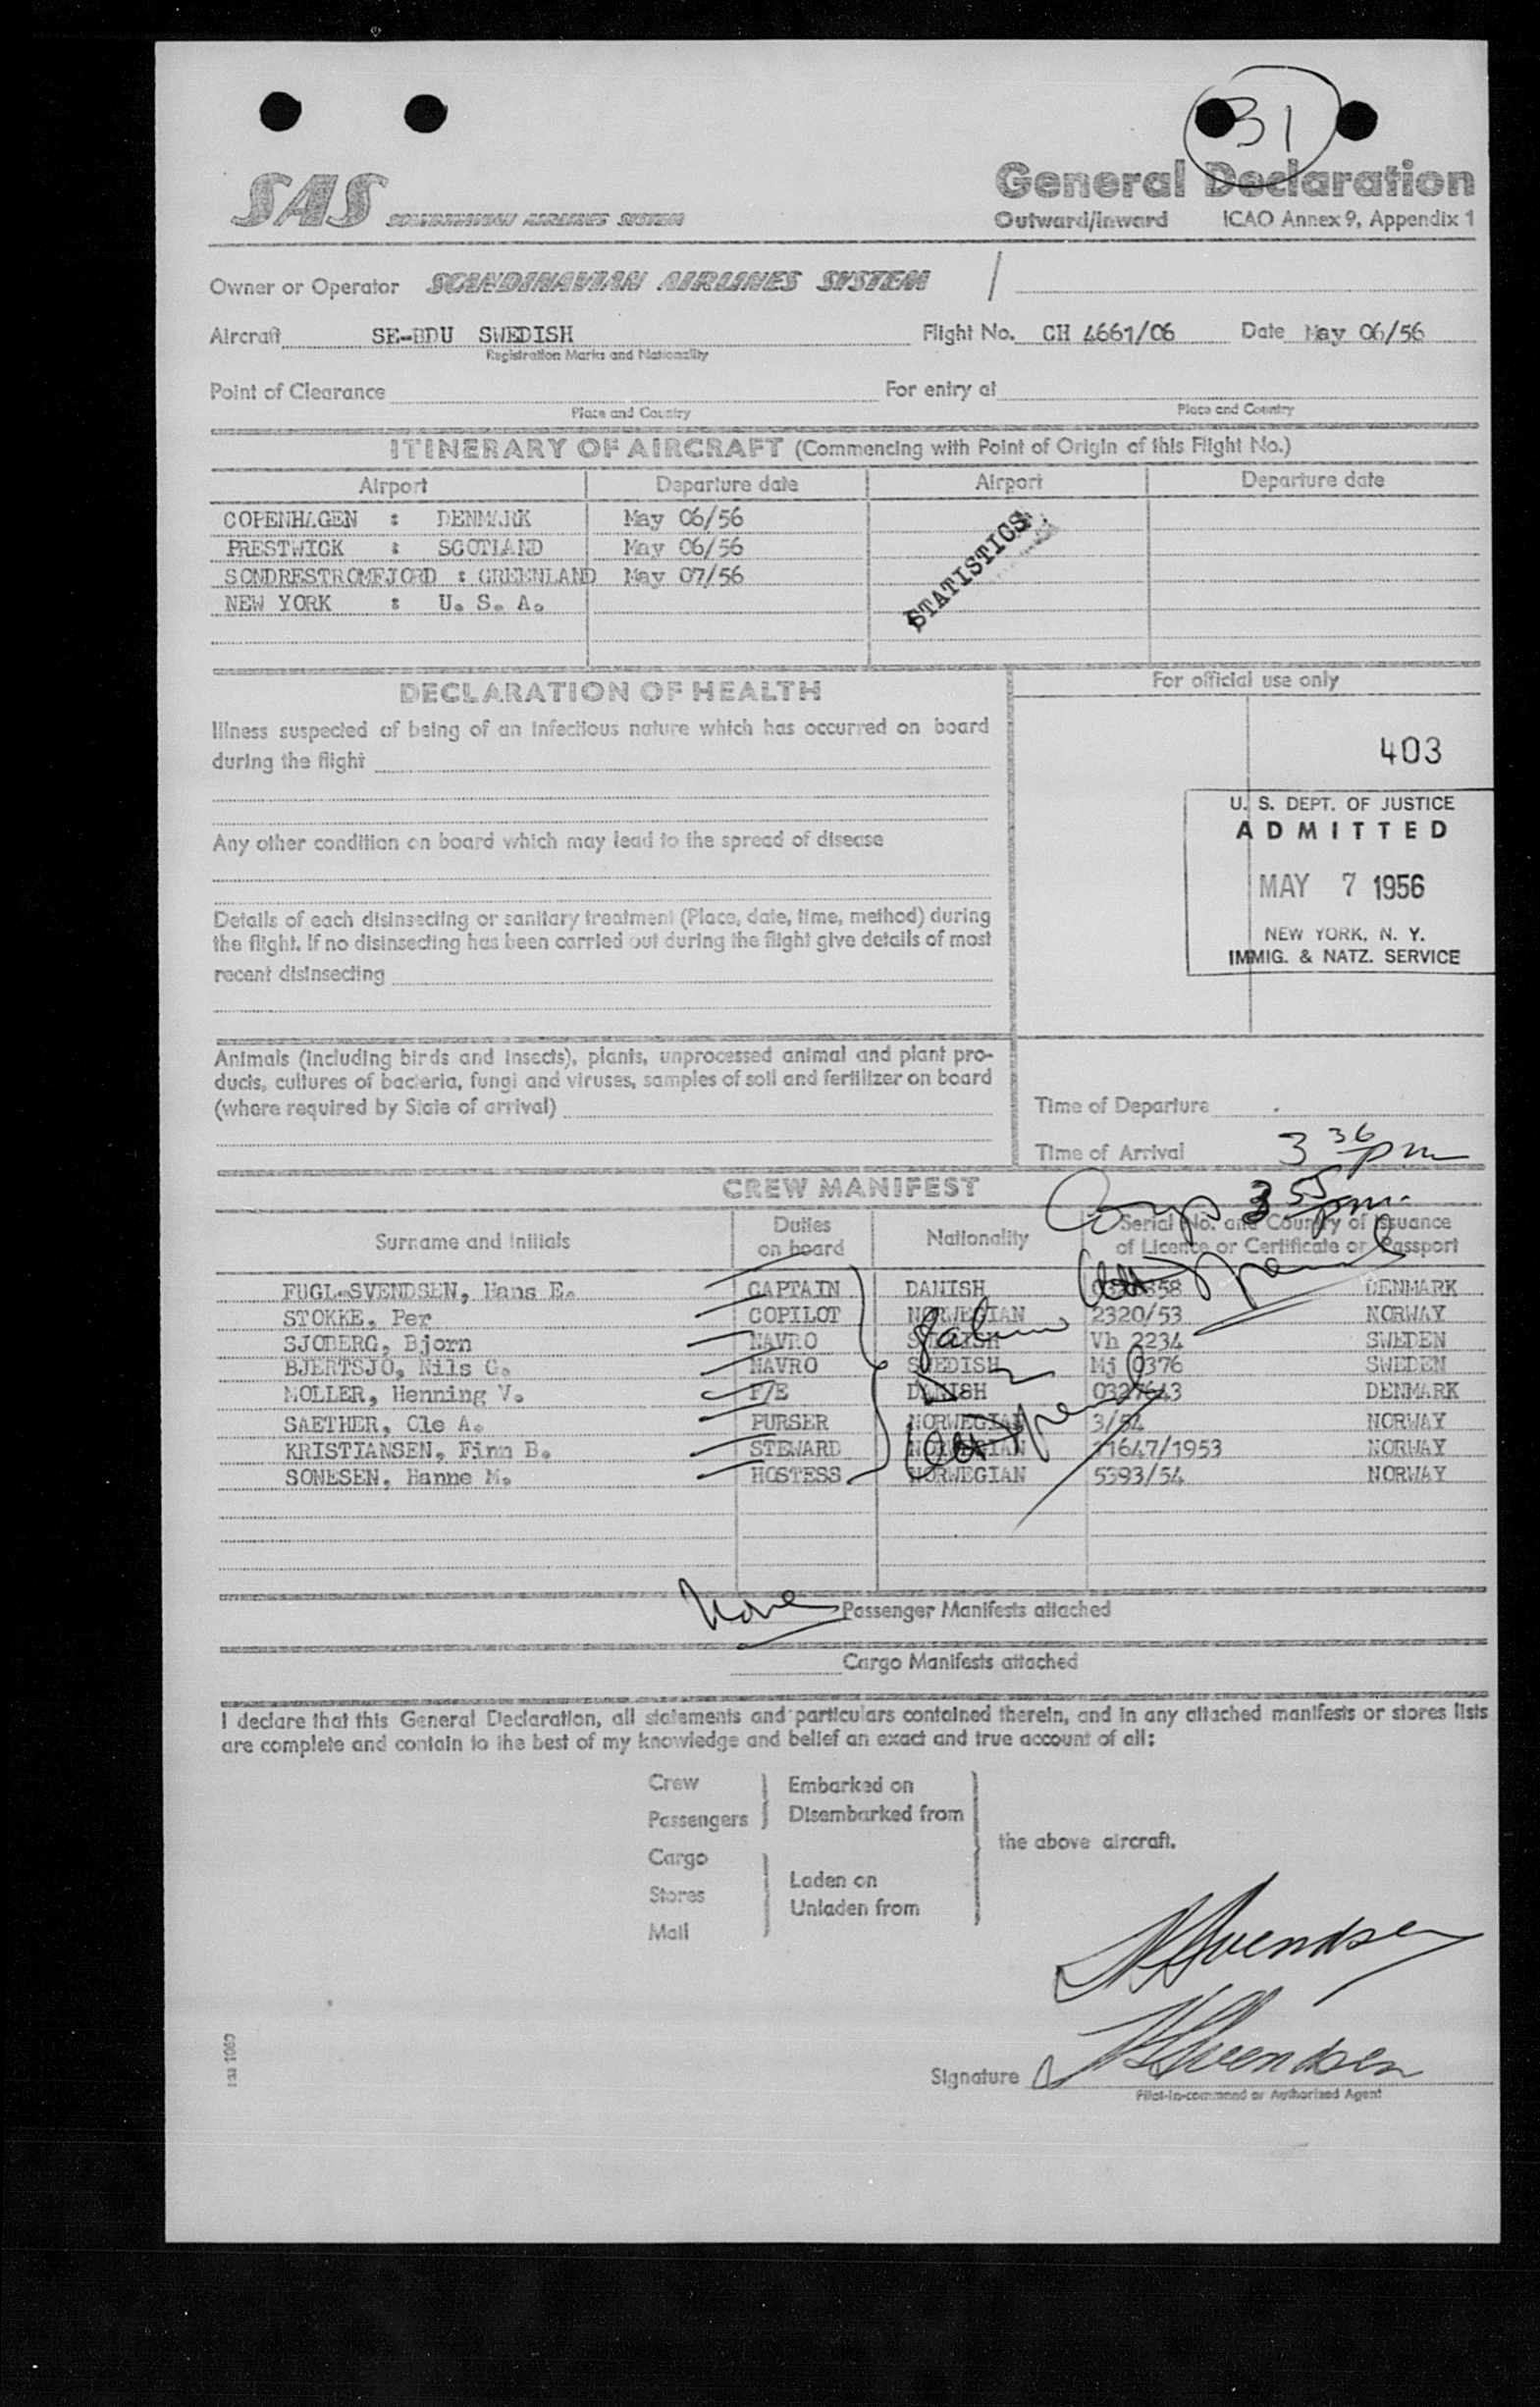 31
SAS SCANDINAVIAN AIRLINES SYSTEM
General Declaration
Outward/Inward ICAO Annex 9, Appendix 1
Owner or Operator SCANDINAVIAN AIRLINES SYSTEM
Aircraft SE-BDU SWEDISH Flight No. CH 4661/06 Date May 06/56
Registration Marks and Nationality
Point of Clearance For entry at
Place and Country Place and Country
ITINERARY OF AIRCRAFT (Commencing with Point of Origin of this Flight No.)
Airport Departure date Airport Departure date
COPENHAGEN : DENMARK May 06/56
PRESTWICK : SCOTLAND May 06/56
SONDRESTROMFJORD : GREENLAND May 07/56
NEW YORK : U. S. A.
STATISTICS
DECLARATION OF HEALTH
Illness suspected of being of an infectious nature which has occurred on board
during the flight
Any other condition on board which may lead to the spread of disease
Details of each disinsecting or sanitary treatment (Place, date, time, method) during
the flight. If no disinsecting has been carried out during the flight give details of most
recent disinsecting
For official use only
403
U. S. DEPT. OF JUSTICE
ADMITTED
MAY 7 1956
NEW YORK, N. Y.
IMMIG. & NATZ. SERVICE
Animals (including birds and insects), plants, unprocessed animal and plant pro-
ducts, cultures of bacteria, fungi and viruses, samples of soil and fertilizer on board
(where required by State of arrival)
Time of Departure
Time of Arrival 3 36 pm
CREW MANIFEST
3 55 pm.
Surname and Initials Duties on board Nationality Serial No. and Country of Issuance of Licence or Certificate or Passport
FUGL-SVENDSEN, Hans E. CAPTAIN DANISH DENMARK
STOKKE, Per COPILOT NORWEGIAN 2320/53 NORWAY
SJOBERG, Bjorn NAVRO SWEDISH Vh 2234 SWEDEN
BJERTSJO, Nils G. NAVRO SWEDISH Mj 0376 SWEDEN
MOLLER, Henning V. F/E DANISH 0327643 DENMARK
SAETHER, Ole A. PURSER NORWEGIAN 3/54 NORWAY
KRISTIANSEN, Finn B. STEWARD NORWEGIAN 11647/1953 NORWAY
SONESEN, Hanne M. HOSTESS NORWEGIAN 5393/54 NORWAY
None Passenger Manifests attached
Cargo Manifests attached
I declare that this General Declaration, all statements and particulars contained therein, and in any attached manifests or stores lists
are complete and contain to the best of my knowledge and belief an exact and true account of all:
Crew
Passengers
Cargo
Stores
Mail
Embarked on
Disembarked from
Laden on
Unladen from
the above aircraft.
Signature
Pilot-in-command or Authorized Agent